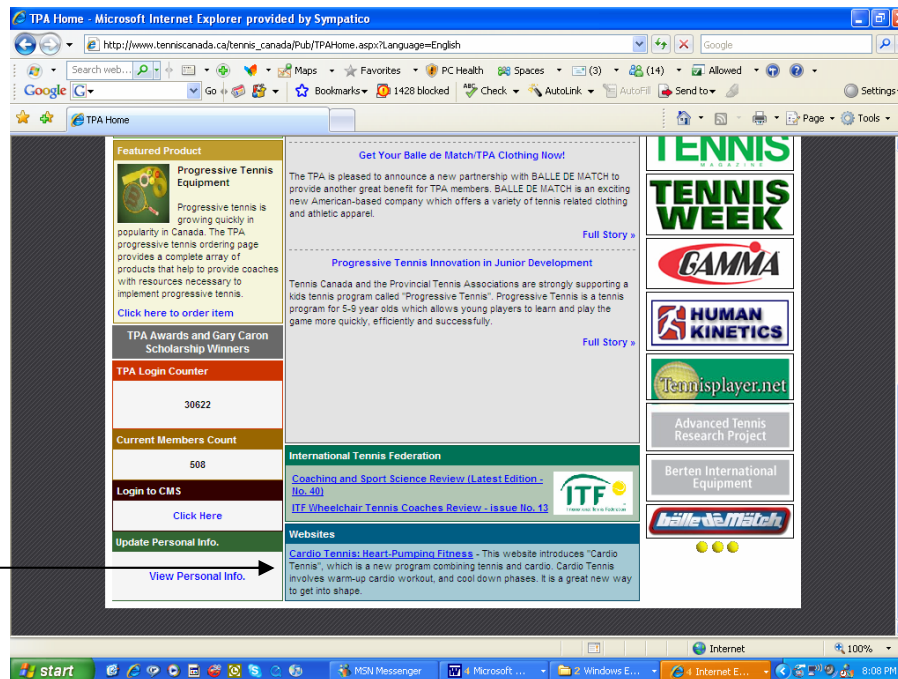 TPA Home - Microsoft Internet Explorer provided by Sympatico
http://www.tenniscanada.ca/tennis_canada/Pub/TPAHome.aspx?Language=English
Google
Search web...
Maps
Favorites
PC Health
Spaces
(3)
(14)
Allowed
Google
G
Go
Bookmarks
1428 blocked
Check
AutoLink
AutoFill
Send to
Settings
TPA Home
Page
Tools
Featured Product
Progressive Tennis
Equipment
Progressive tennis is
growing quickly in
popularity in Canada. The TPA
progressive tennis ordering page
provides a complete array of
products that help to provide coaches
with resources necessary to
implement progressive tennis.
Click here to order item
TPA Awards and Gary Caron
Scholarship Winners
TPA Login Counter
30622
Current Members Count
508
Login to CMS
Click Here
Update Personal Info.
View Personal Info.
Get Your Balle de Match/TPA Clothing Now!
The TPA is pleased to announce a new partnership with BALLE DE MATCH to
provide another great benefit for TPA members. BALLE DE MATCH is an exciting
new American-based company which offers a variety of tennis related clothing
and athletic apparel.
Full Story »
Progressive Tennis Innovation in Junior Development
Tennis Canada and the Provincial Tennis Associations are strongly supporting a
kids tennis program called "Progressive Tennis". Progressive Tennis is a tennis
program for 5-9 year olds which allows young players to learn and play the
game more quickly, efficiently and successfully.
Full Story »
International Tennis Federation
Coaching and Sport Science Review (Latest Edition -
No. 40)
ITF Wheelchair Tennis Coaches Review - issue No. 13
ITF
International Tennis Federation
Websites
Cardio Tennis: Heart-Pumping Fitness - This website introduces "Cardio
Tennis", which is a new program combining tennis and cardio. Cardio Tennis
involves warm-up cardio workout, and cool down phases. It is a great new way
to get into shape.
TENNIS
MAGAZINE
TENNIS
WEEK
GAMMA
HUMAN
KINETICS
Tennisplayer.net
Advanced Tennis
Research Project
Berten International
Equipment
bälle de mätch
Internet
100%
start
MSN Messenger
4 Microsoft ...
2 Windows E...
4 Internet E...
8:08 PM